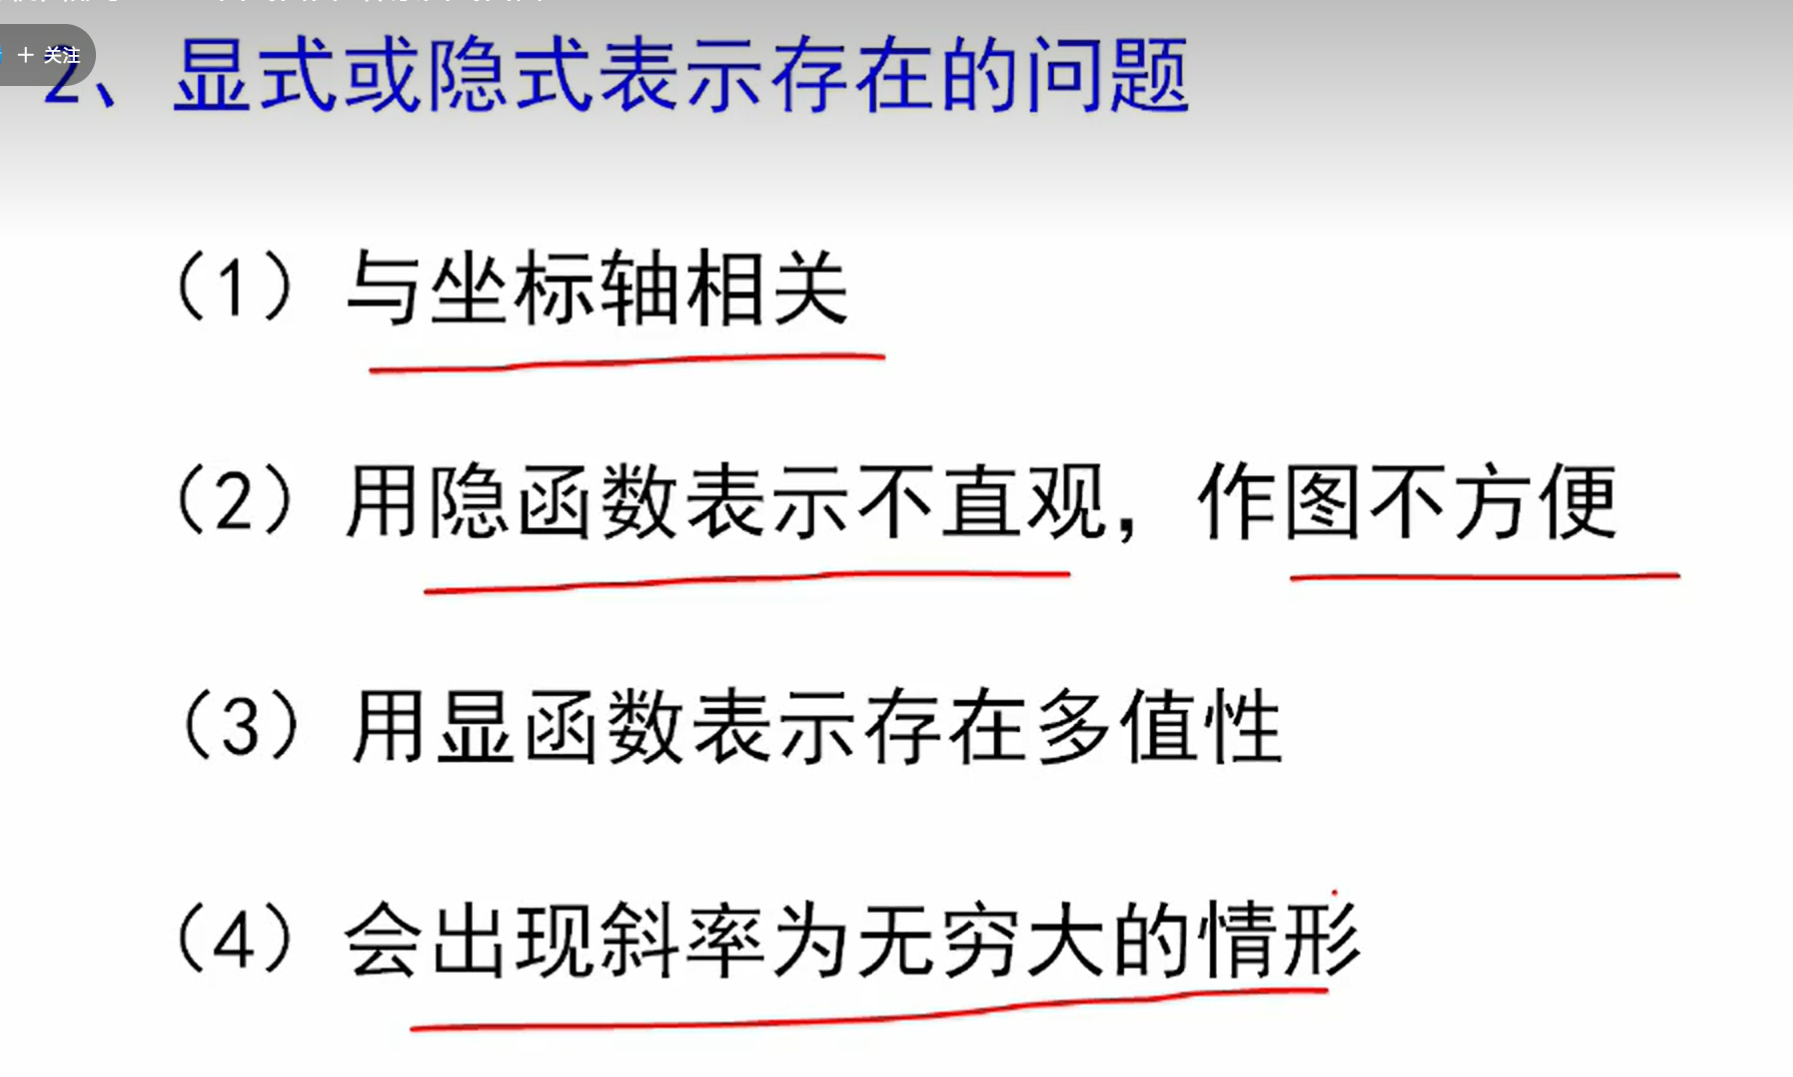 + 关注
2、显式或隐式表示存在的问题
（1）与坐标轴相关
（2）用隐函数表示不直观，作图不方便
（3）用显函数表示存在多值性
（4）会出现斜率为无穷大的情形